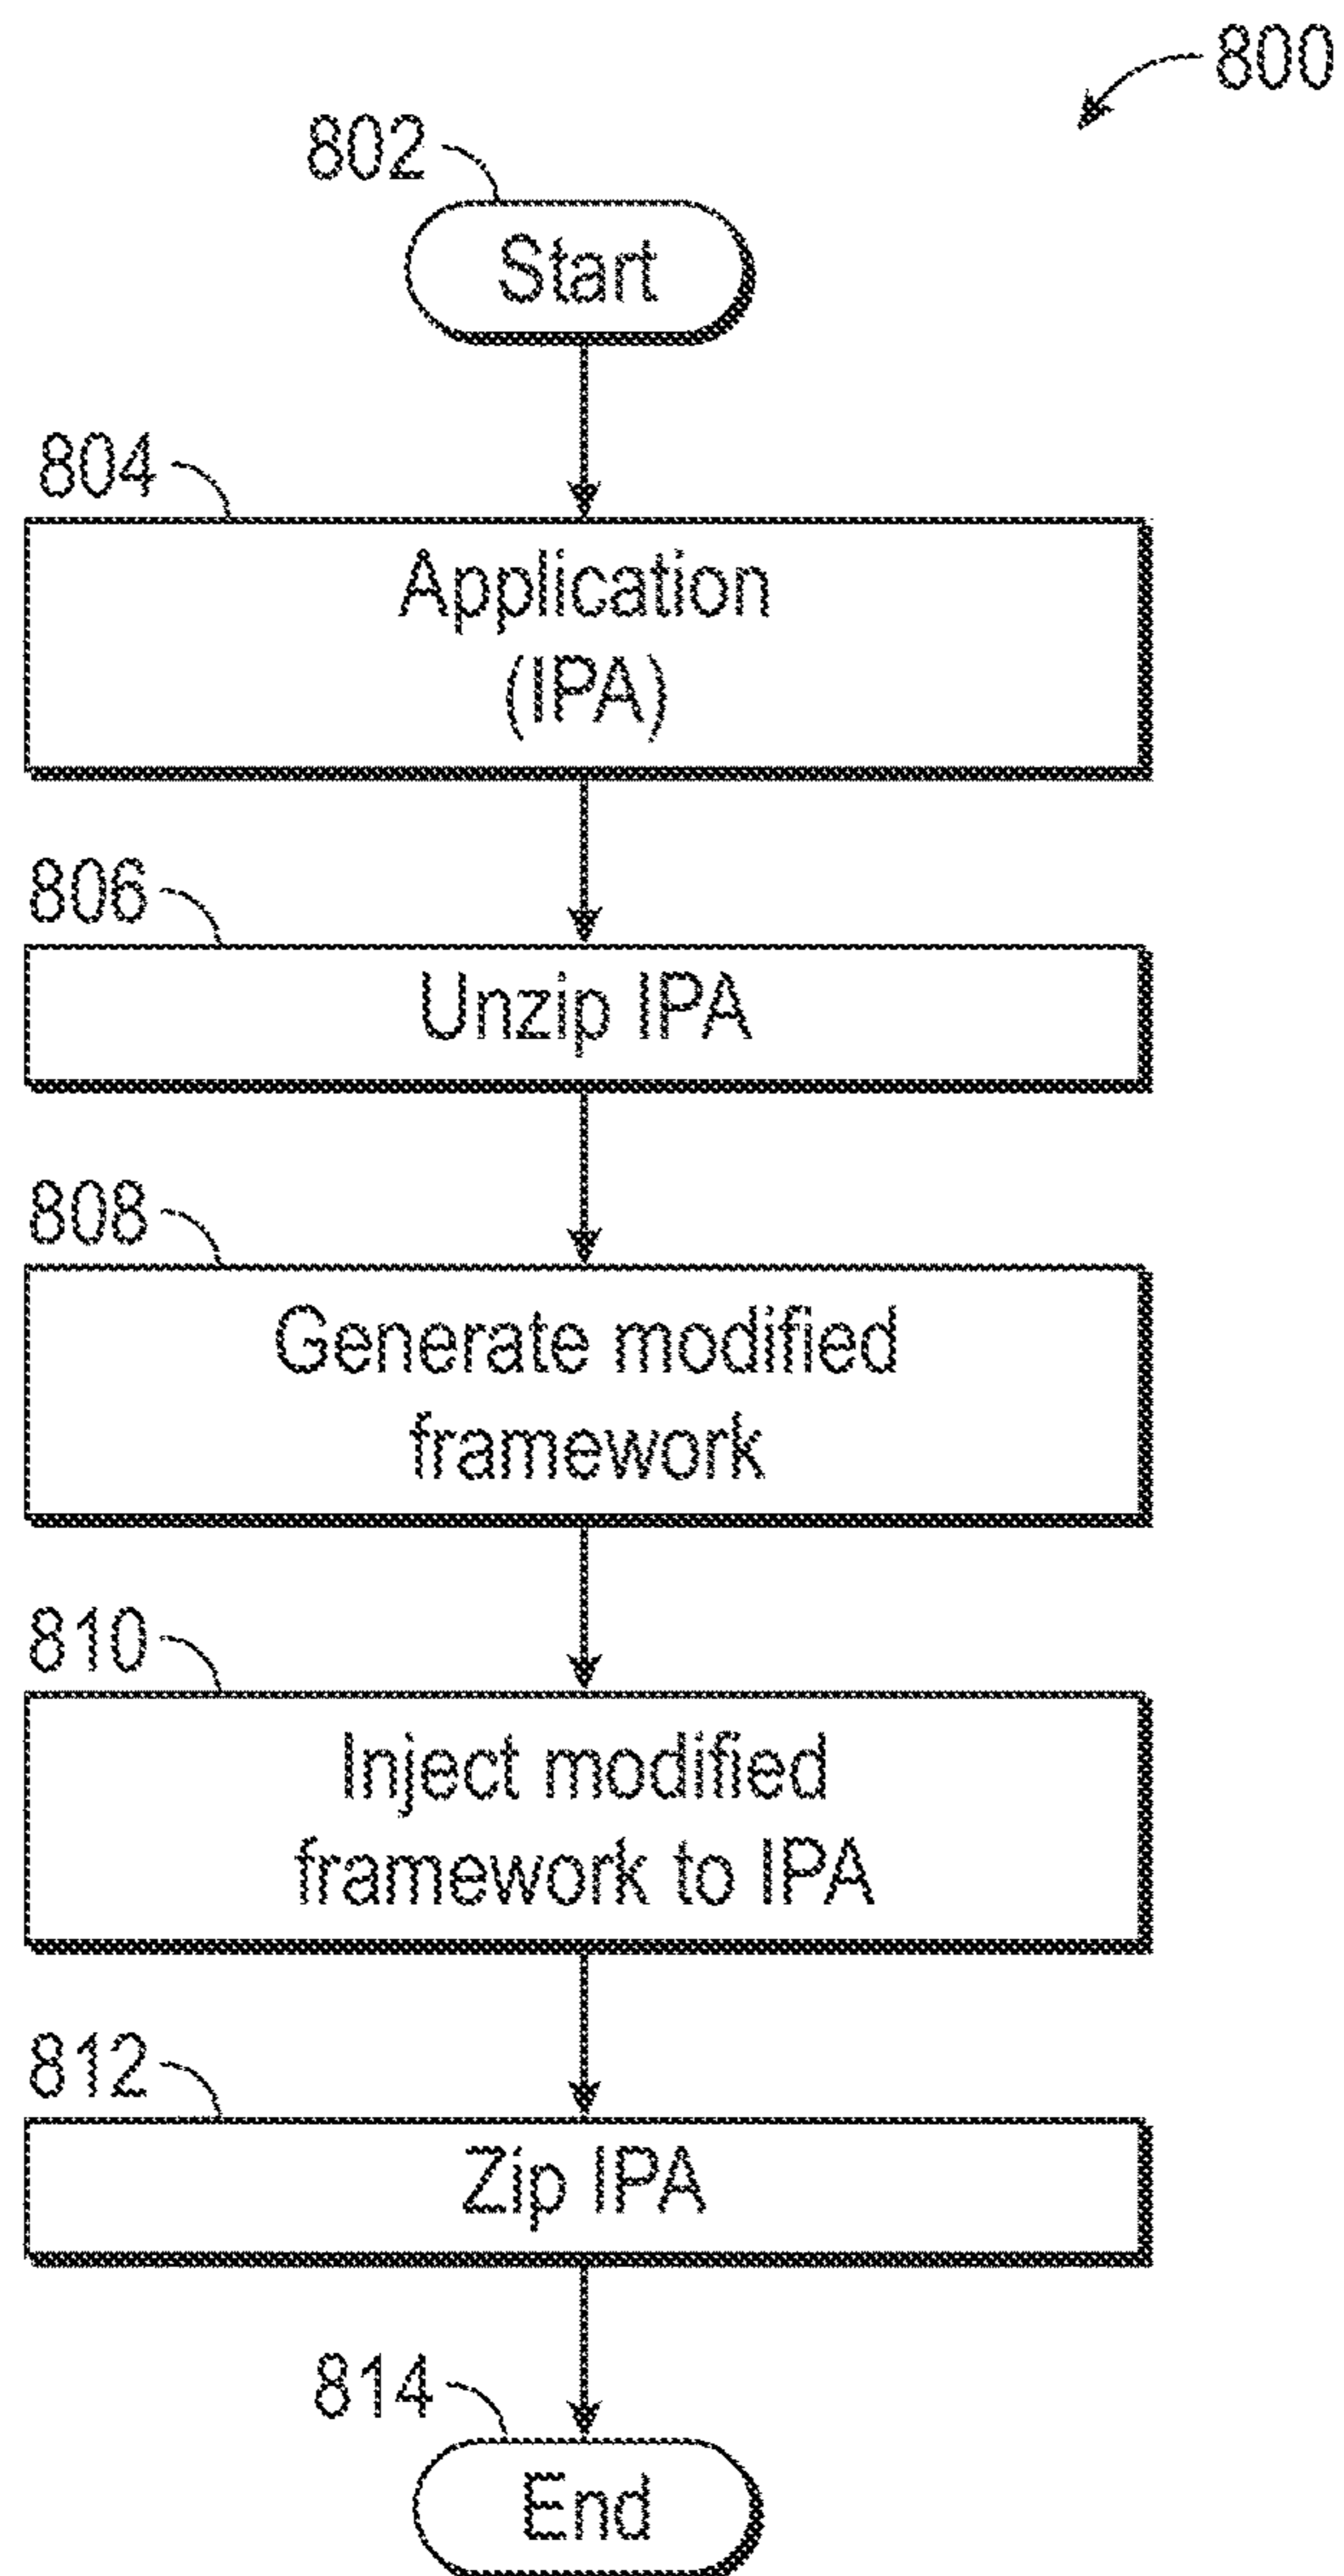 800
802
Start
804
Application
(IPA)
806
Unzip IPA
808
Generate modified
framework
810
Inject modified
framework to IPA
812
Zip IPA
814
End